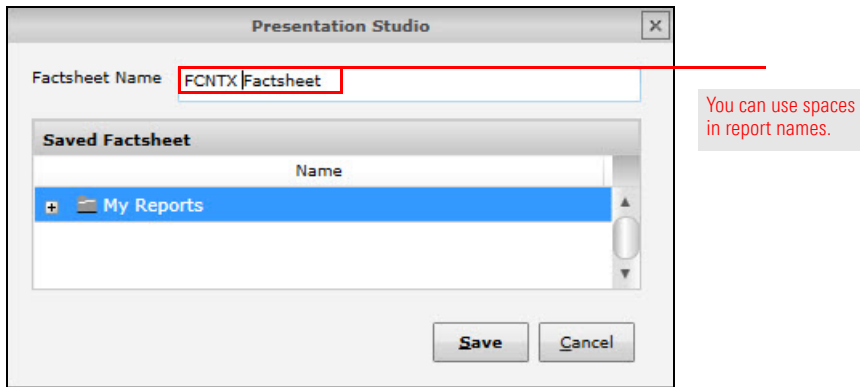 Presentation Studio
Factsheet Name
FCNTX Factsheet
You can use spaces
in report names.
Saved Factsheet
Name
My Reports
Save
Cancel